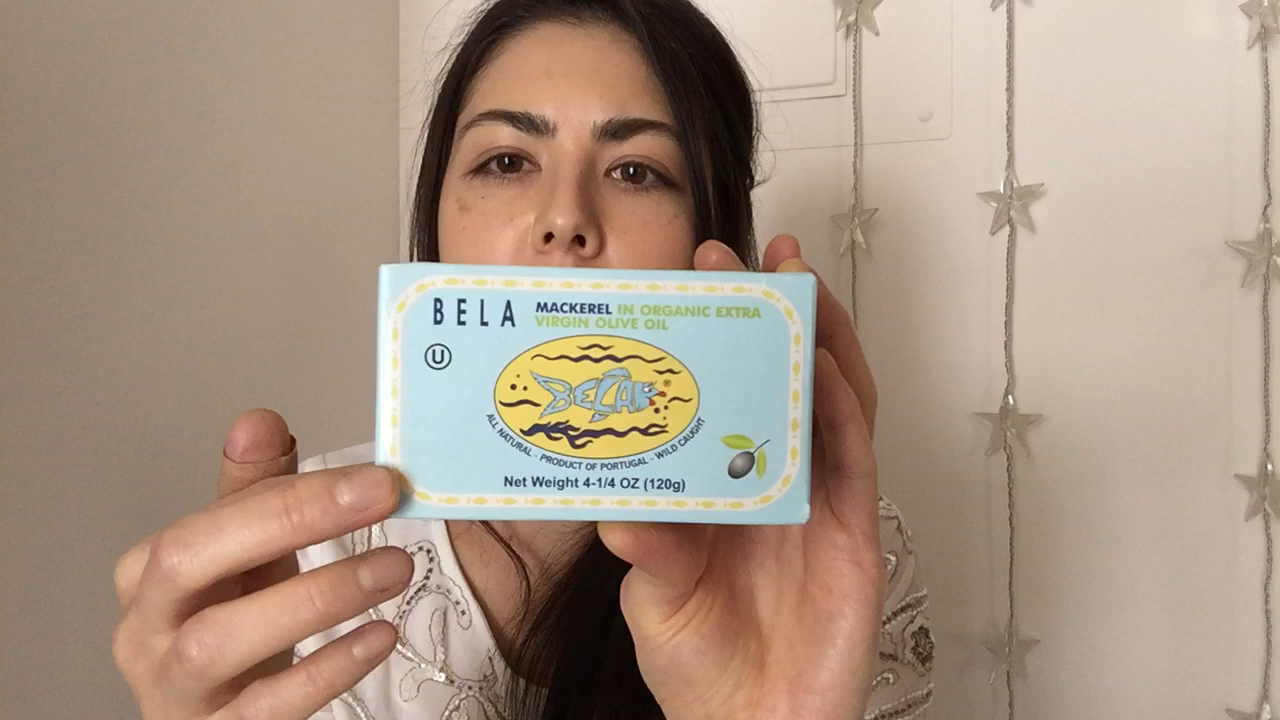 BELA
MACKEREL IN ORGANIC EXTRA
VIRGIN OLIVE OIL
U
BELA®
ALL NATURAL - PRODUCT OF PORTUGAL - WILD CAUGHT
Net Weight 4-1/4 OZ (120g)